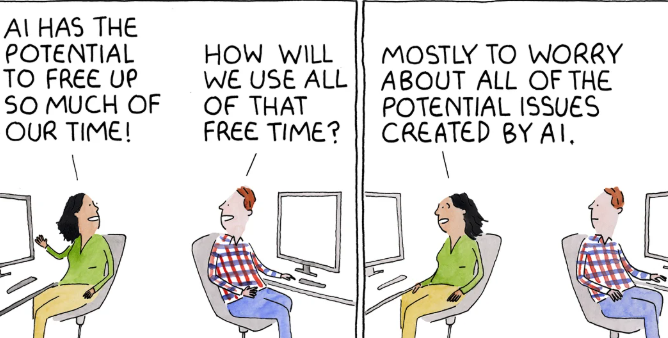 AI HAS THE
POTENTIAL
TO FREE UP
SO MUCH OF
OUR TIME!
HOW WILL
WE USE ALL
OF THAT
FREE TIME?
MOSTLY TO WORRY
ABOUT ALL OF THE
POTENTIAL ISSUES
CREATED BY AI.